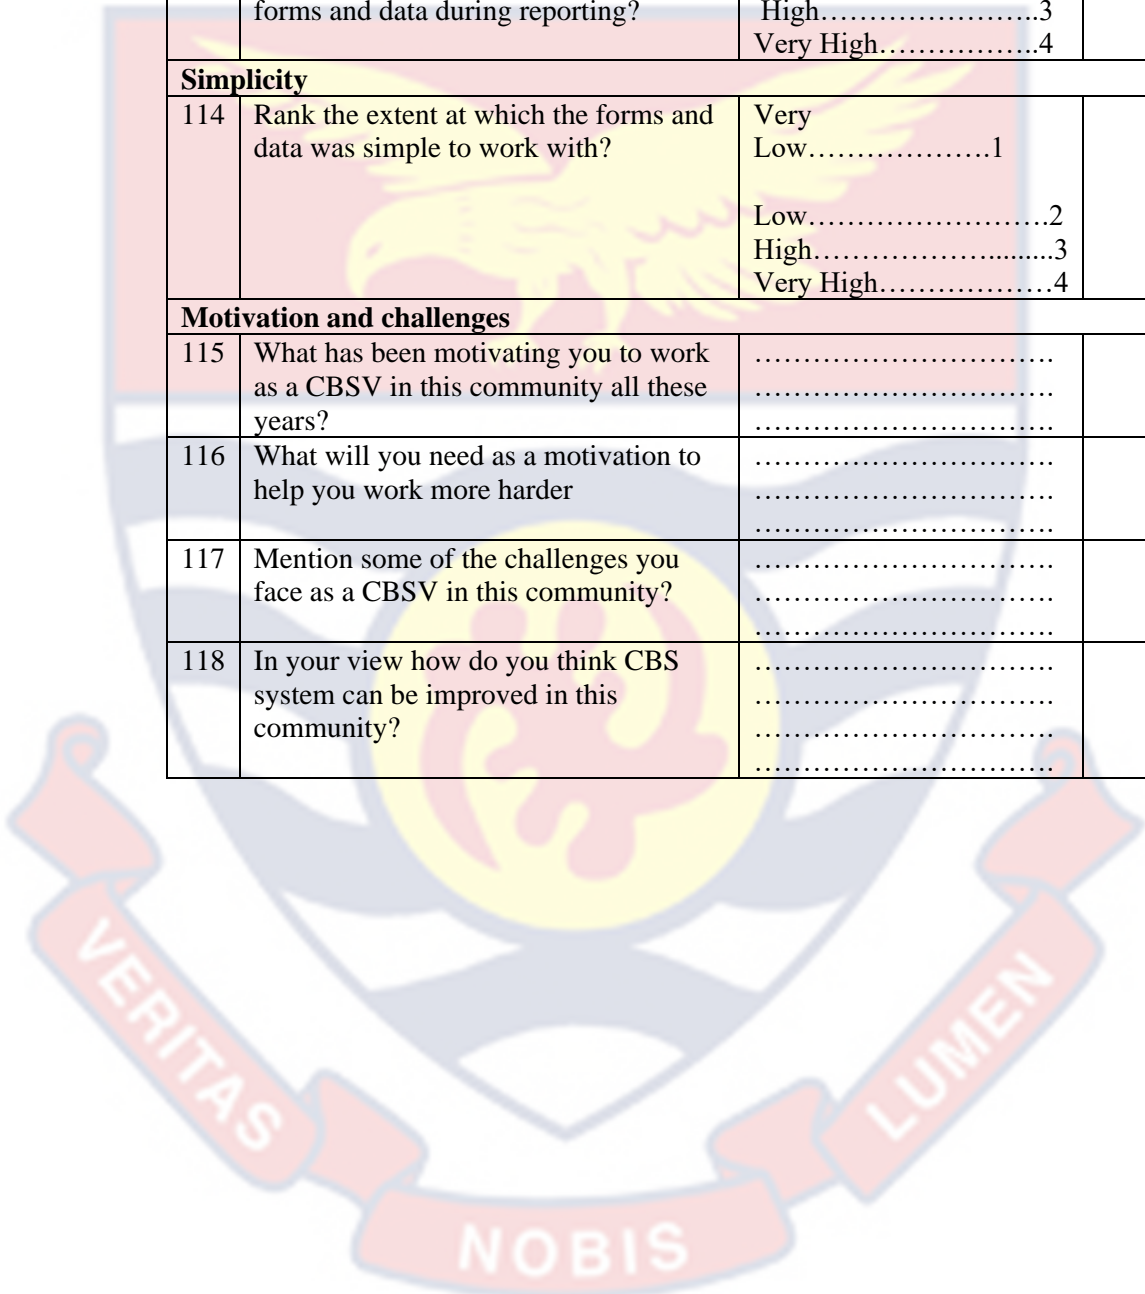 forms and data during reporting? High…………………..3
Very High……………..4
Simplicity
114 Rank the extent at which the forms and Very
data was simple to work with? Low……………….1
Low…………………….2
High……………….........3
Very High………………4
Motivation and challenges
115 What has been motivating you to work ………………………….
as a CBSV in this community all these ………………………….
years? ………………………….
116 What will you need as a motivation to ………………………….
help you work more harder ………………………….
………………………….
117 Mention some of the challenges you ………………………….
face as a CBSV in this community? ………………………….
………………………….
118 In your view how do you think CBS ………………………….
system can be improved in this ………………………….
community? ………………………….
………………………….
VERITAS
NOBIS
LUMEN